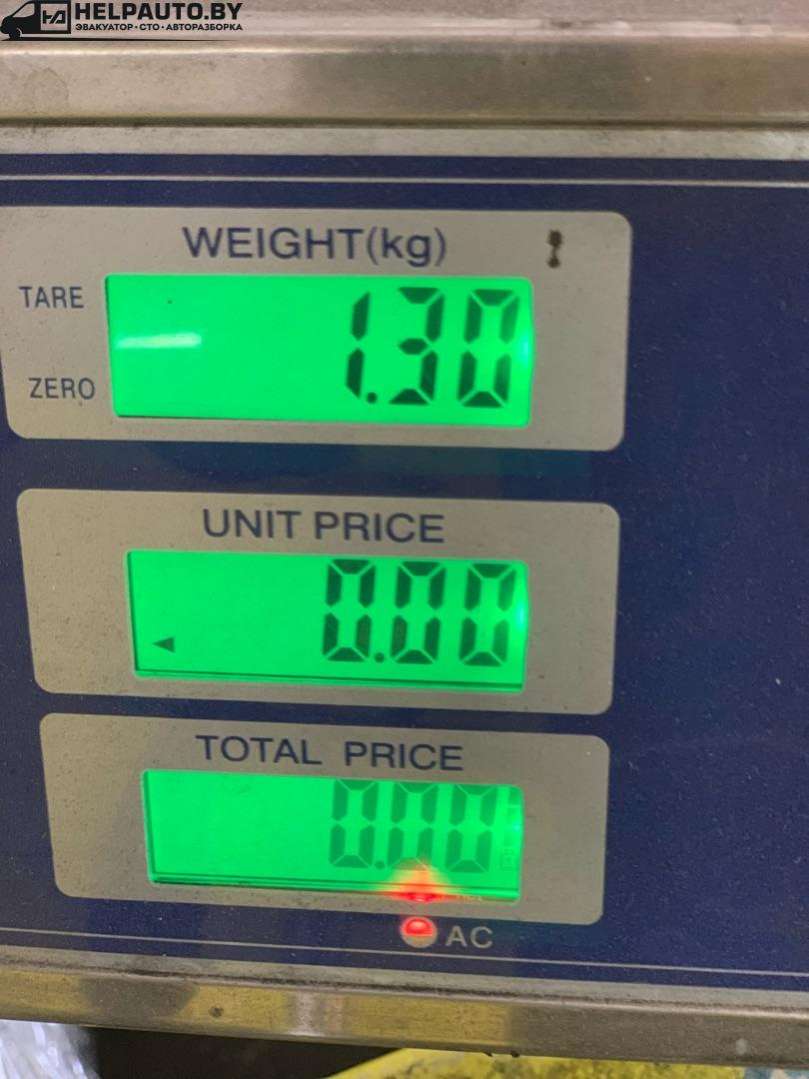 HELPAUTO.BY
ЭВАКУАТОР · СТО · АВТОРАЗБОРКА
WEIGHT(kg)
TARE
1.30
ZERO
UNIT PRICE
0.00
TOTAL PRICE
0.00
AC